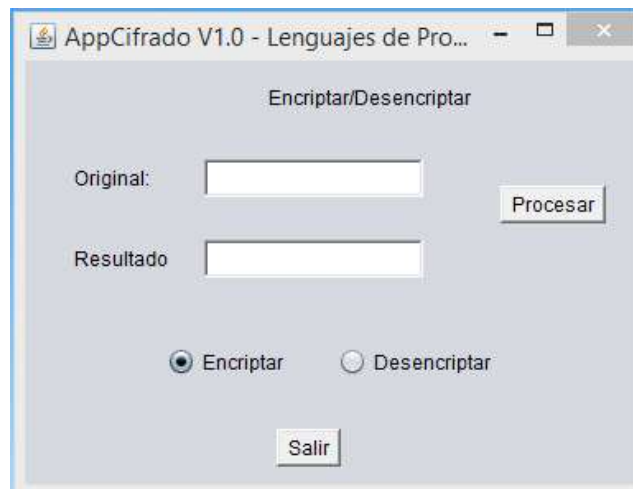 AppCifrado V1.0 - Lenguajes de Pro...
Encriptar/Desencriptar
Original:
Procesar
Resultado
Encriptar
Desencriptar
Salir